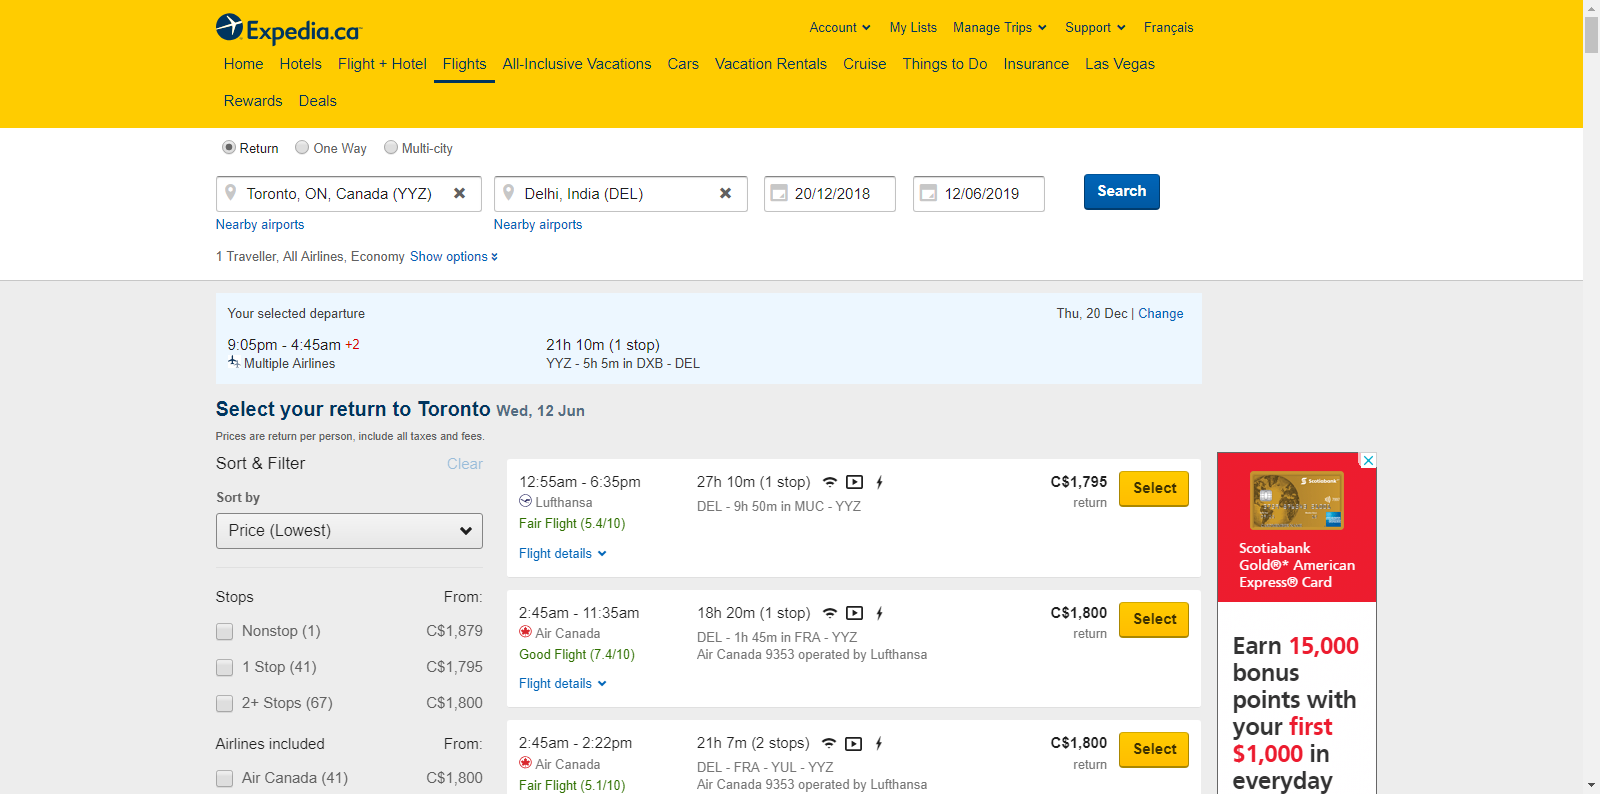 Expedia.ca
Account
My Lists
Manage Trips
Support
Français
Home
Hotels
Flight + Hotel
Flights
All-Inclusive Vacations
Cars
Vacation Rentals
Cruise
Things to Do
Insurance
Las Vegas
Rewards
Deals
Return
One Way
Multi-city
Toronto, ON, Canada (YYZ)
Delhi, India (DEL)
20/12/2018
12/06/2019
Search
Nearby airports
Nearby airports
1 Traveller, All Airlines, Economy Show options
Your selected departure
Thu, 20 Dec | Change
9:05pm - 4:45am +2
21h 10m (1 stop)
Multiple Airlines
YYZ - 5h 5m in DXB - DEL
Select your return to Toronto Wed, 12 Jun
Prices are return per person, include all taxes and fees.
Sort & Filter
Clear
Sort by
Price (Lowest)
Stops
From:
Nonstop (1)
C$1,879
1 Stop (41)
C$1,795
2+ Stops (67)
C$1,800
Airlines included
From:
Air Canada (41)
C$1,800
12:55am - 6:35pm
27h 10m (1 stop)
C$1,795
Select
Lufthansa
DEL - 9h 50m in MUC - YYZ
return
Fair Flight (5.4/10)
Flight details
2:45am - 11:35am
18h 20m (1 stop)
C$1,800
Select
Air Canada
DEL - 1h 45m in FRA - YYZ
return
Good Flight (7.4/10)
Air Canada 9353 operated by Lufthansa
Flight details
2:45am - 2:22pm
21h 7m (2 stops)
C$1,800
Select
Air Canada
DEL - FRA - YUL - YYZ
return
Fair Flight (5.1/10)
Air Canada 9353 operated by Lufthansa
Scotiabank
Scotiabank
Gold®* American
Express® Card
Earn 15,000
bonus
points with
your first
$1,000 in
everyday